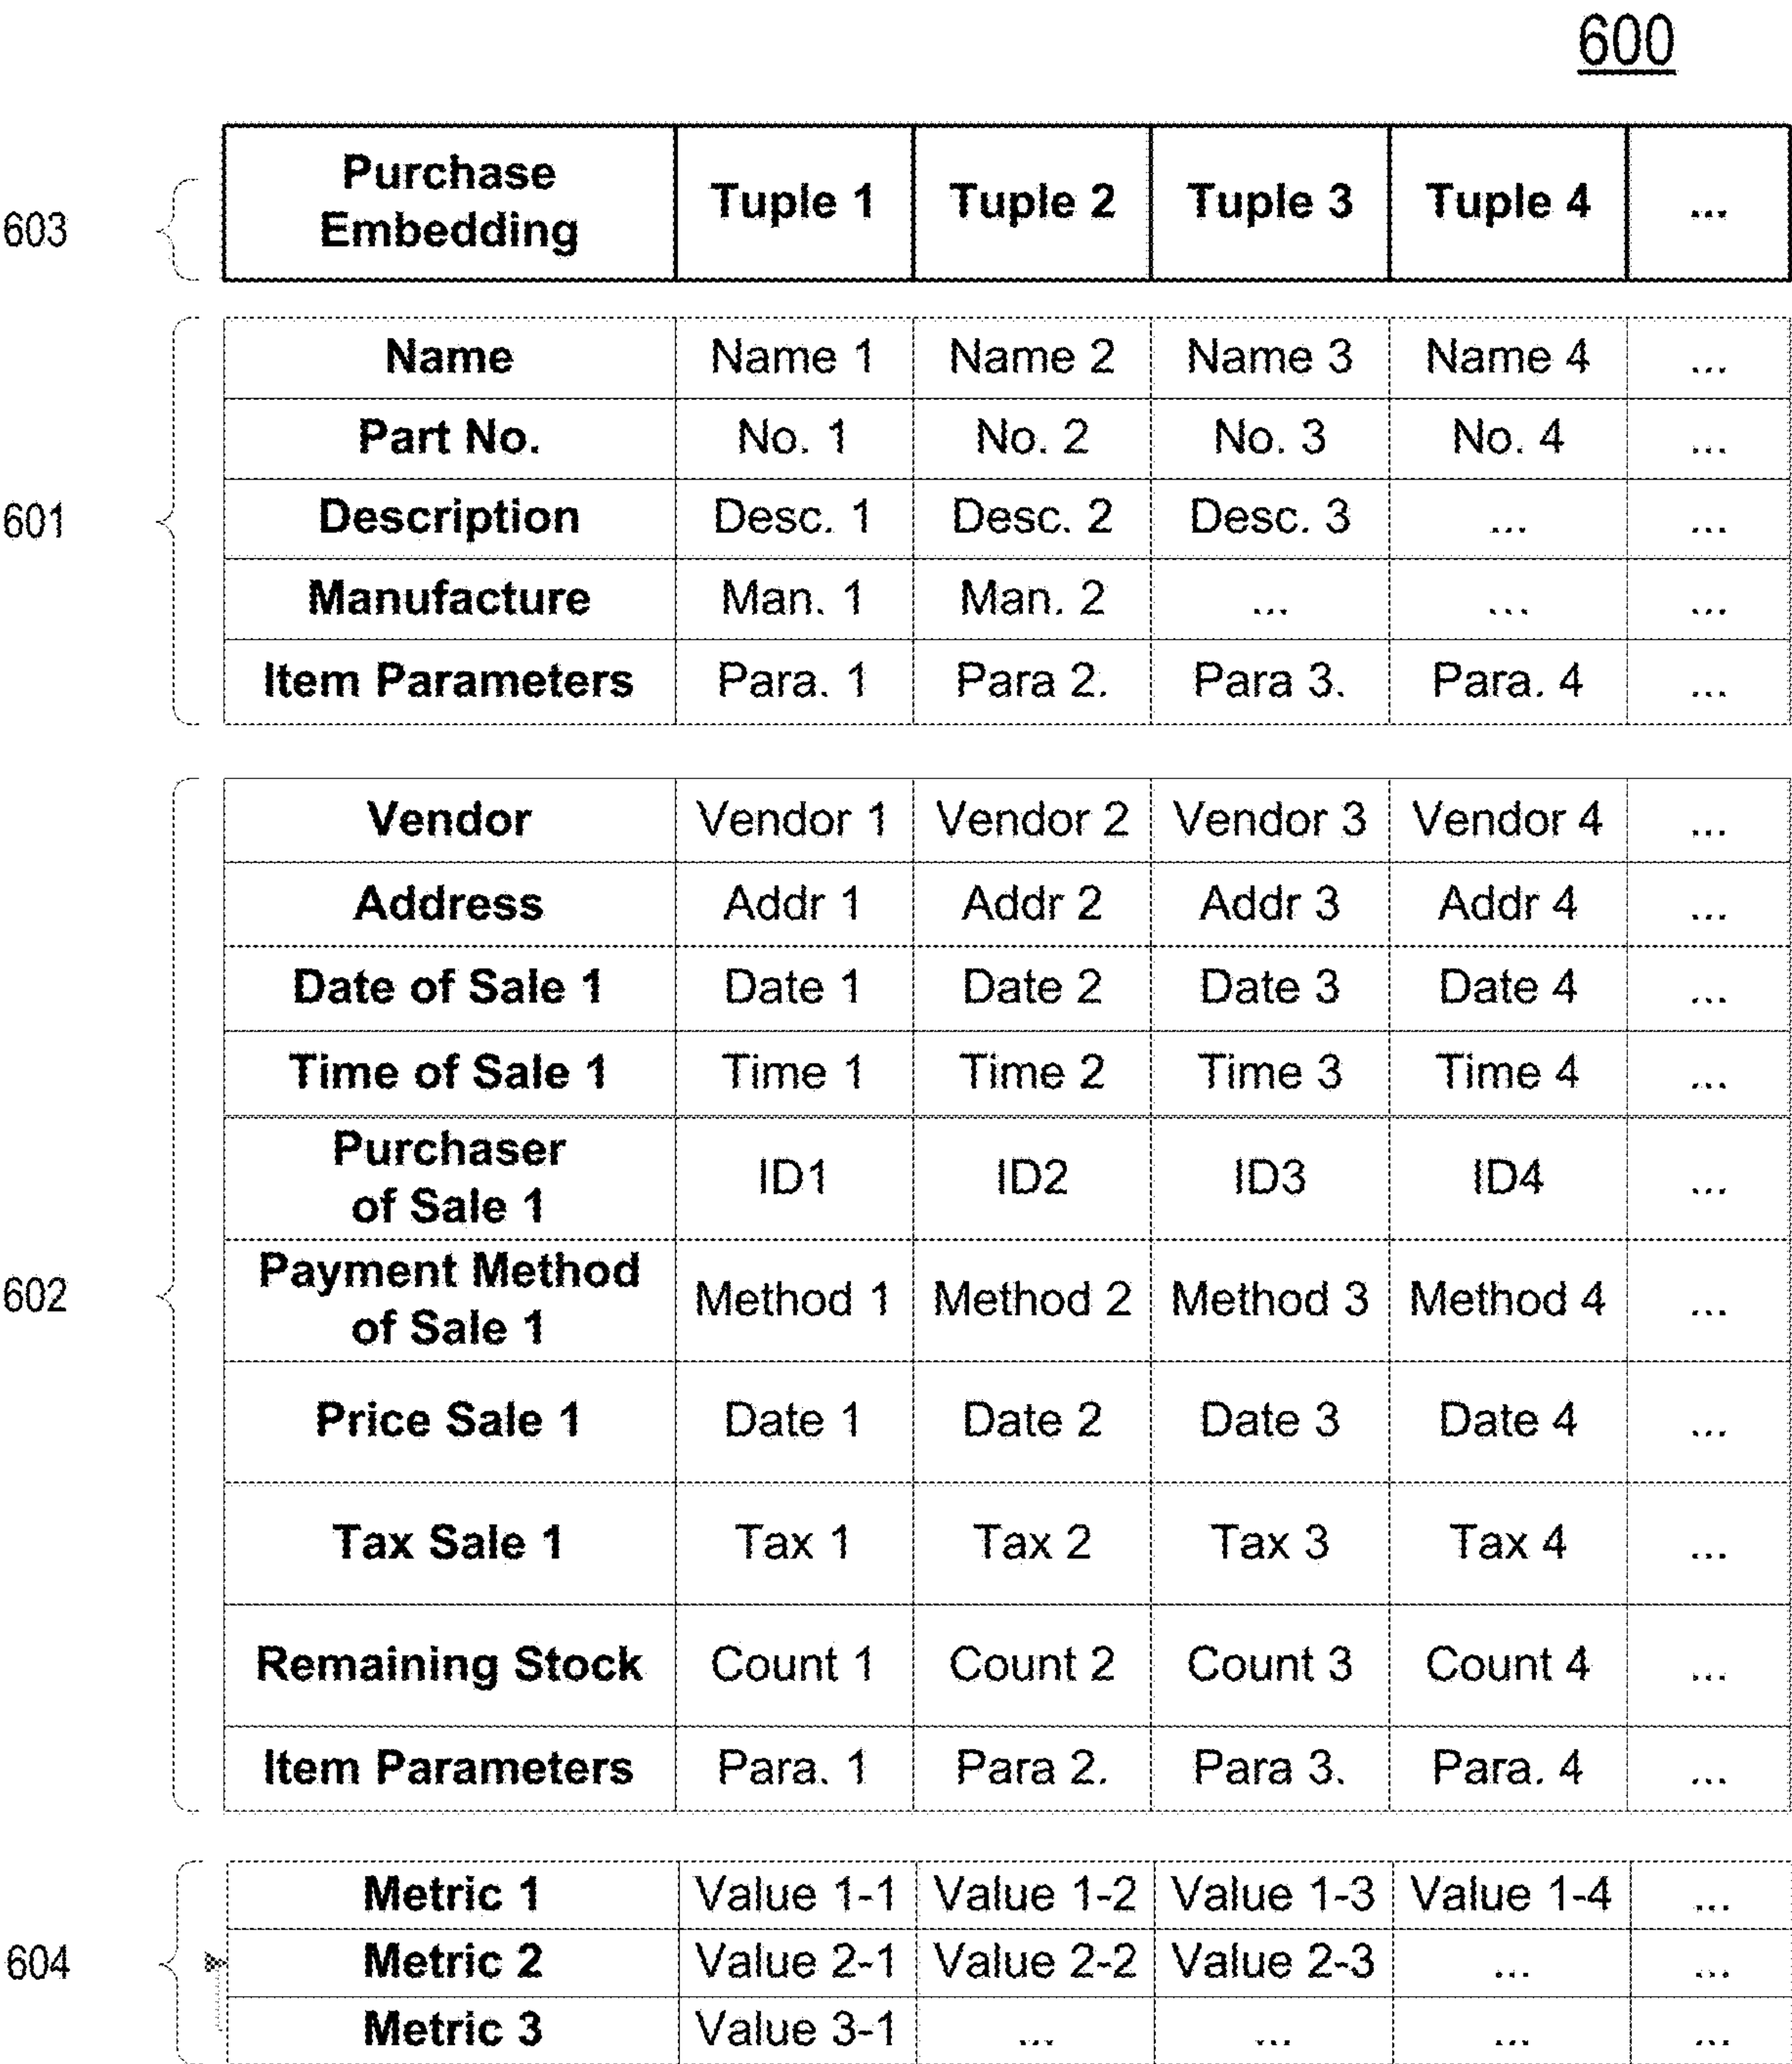 600
603
Purchase
Embedding Tuple 1 Tuple 2 Tuple 3 Tuple 4 ...
601
Name Name 1 Name 2 Name 3 Name 4 ...
Part No. No. 1 No. 2 No. 3 No. 4 ...
Description Desc. 1 Desc. 2 Desc. 3 ... ...
Manufacture Man. 1 Man. 2 ... ... ...
Item Parameters Para. 1 Para 2. Para 3. Para. 4 ...
602
Vendor Vendor 1 Vendor 2 Vendor 3 Vendor 4 ...
Address Addr 1 Addr 2 Addr 3 Addr 4 ...
Date of Sale 1 Date 1 Date 2 Date 3 Date 4 ...
Time of Sale 1 Time 1 Time 2 Time 3 Time 4 ...
Purchaser
of Sale 1 ID1 ID2 ID3 ID4 ...
Payment Method
of Sale 1 Method 1 Method 2 Method 3 Method 4 ...
Price Sale 1 Date 1 Date 2 Date 3 Date 4 ...
Tax Sale 1 Tax 1 Tax 2 Tax 3 Tax 4 ...
Remaining Stock Count 1 Count 2 Count 3 Count 4 ...
Item Parameters Para. 1 Para 2. Para 3. Para. 4 ...
604
Metric 1 Value 1-1 Value 1-2 Value 1-3 Value 1-4 ...
Metric 2 Value 2-1 Value 2-2 Value 2-3 ... ...
Metric 3 Value 3-1 ... ... ... ...